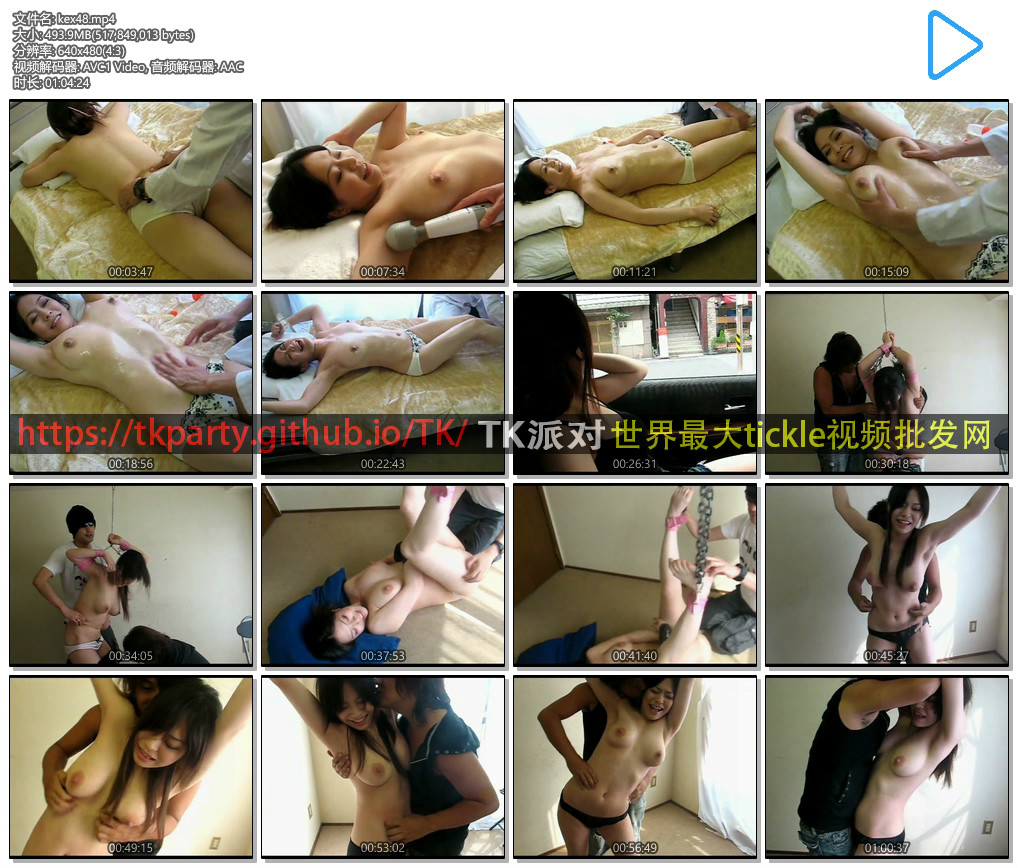 文件名: kex48.mp4
大小: 493.9MB(517,849,013 bytes)
分辨率: 640x480(4:3)
视频解码器: AVC1 Video, 音频解码器: AAC
时长: 01:04:24
00:03:47
00:07:34
00:11:21
00:15:09
00:18:56
00:22:43
00:26:31
00:30:18
https://tkparty.github.io/TK/ TK派对 世界最大tickle视频批发网
00:34:05
00:37:53
00:41:40
00:45:27
00:49:15
00:53:02
00:56:49
01:00:37